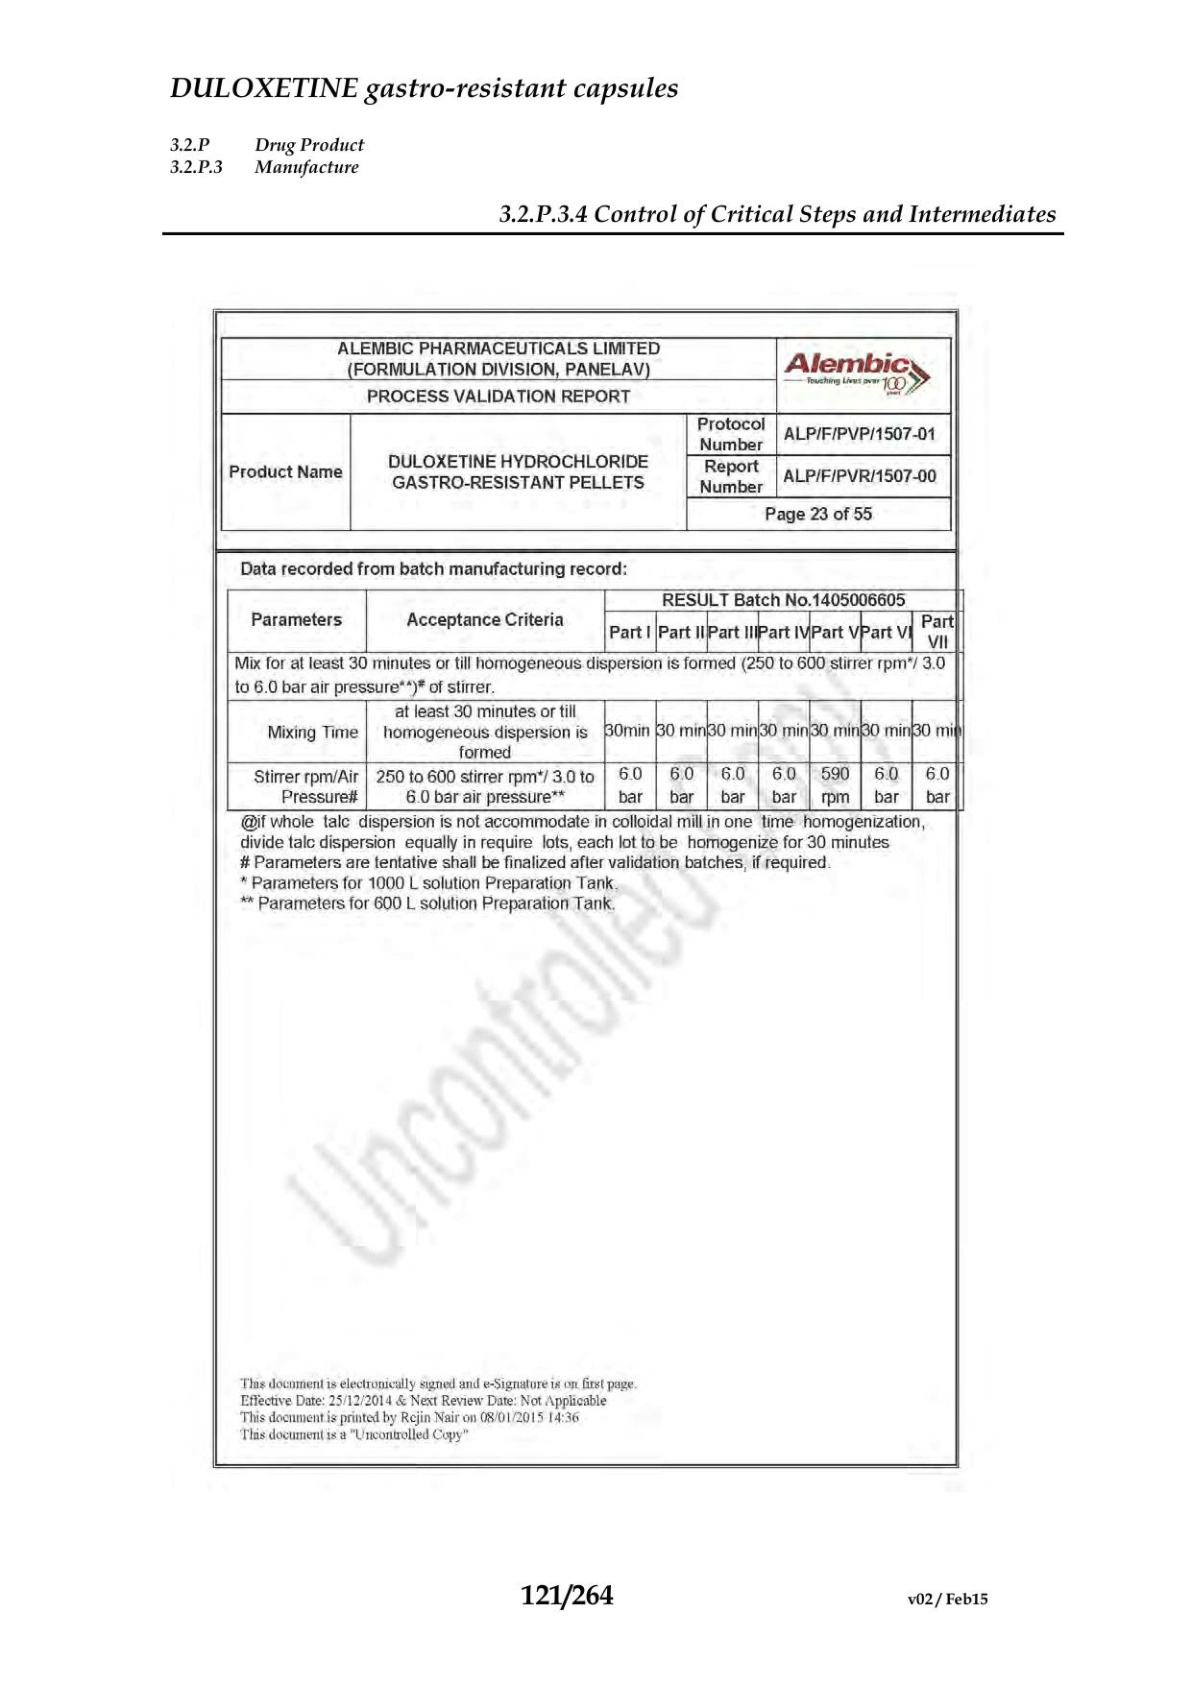 DULOXETINE gastro-resistant capsules
3.2.P Drug Product
3.2.P.3 Manufacture
3.2.P.3.4 Control of Critical Steps and Intermediates
ALEMBIC PHARMACEUTICALS LIMITED
(FORMULATION DIVISION, PANELAV)
PROCESS VALIDATION REPORT
Alembic
Touching Lives over 100
years
Product Name
DULOXETINE HYDROCHLORIDE
GASTRO-RESISTANT PELLETS
Protocol
Number
ALP/F/PVP/1507-01
Report
Number
ALP/F/PVR/1507-00
Page 23 of 55
Data recorded from batch manufacturing record:
Parameters Acceptance Criteria RESULT Batch No.1405006605
Part I Part II Part III Part IV Part V Part VI Part
VII
Mix for at least 30 minutes or till homogeneous dispersion is formed (250 to 600 stirrer rpm*/ 3.0
to 6.0 bar air pressure**)# of stirrer.
Mixing Time
at least 30 minutes or till
homogeneous dispersion is
formed
30min 30 min 30 min 30 min 30 min 30 min 30 min
Stirrer rpm/Air
Pressure#
250 to 600 stirrer rpm*/ 3.0 to
6.0 bar air pressure**
6.0 6.0 6.0 6.0 590 6.0 6.0
bar bar bar bar rpm bar bar
@if whole talc dispersion is not accommodate in colloidal mill in one time homogenization,
divide talc dispersion equally in require lots, each lot to be homogenize for 30 minutes
# Parameters are tentative shall be finalized after validation batches, if required.
* Parameters for 1000 L solution Preparation Tank.
** Parameters for 600 L solution Preparation Tank.
Uncontrolled Copy
This document is electronically signed and e-Signature is on first page.
Effective Date: 25/12/2014 & Next Review Date: Not Applicable
This document is printed by Rejin Nair on 08/01/2015 14:36
This document is a "Uncontrolled Copy"
121/264
v02 / Feb15